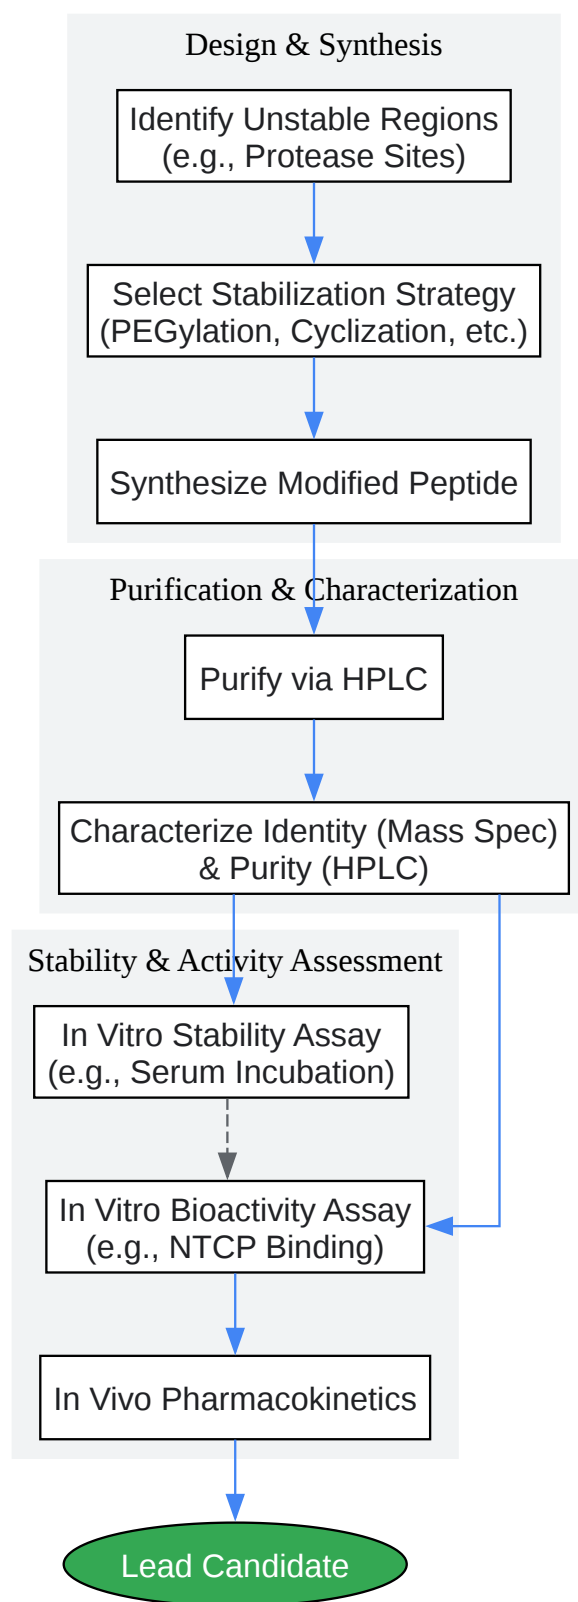 Design & Synthesis
Identify Unstable Regions
(e.g., Protease Sites)
Select Stabilization Strategy
(PEGylation, Cyclization, etc.)
Synthesize Modified Peptide
Purification & Characterization
Purify via HPLC
Characterize Identity (Mass Spec)
& Purity (HPLC)
Stability & Activity Assessment
In Vitro Stability Assay
(e.g., Serum Incubation)
In Vitro Bioactivity Assay
(e.g., NTCP Binding)
In Vivo Pharmacokinetics
Lead Candidate